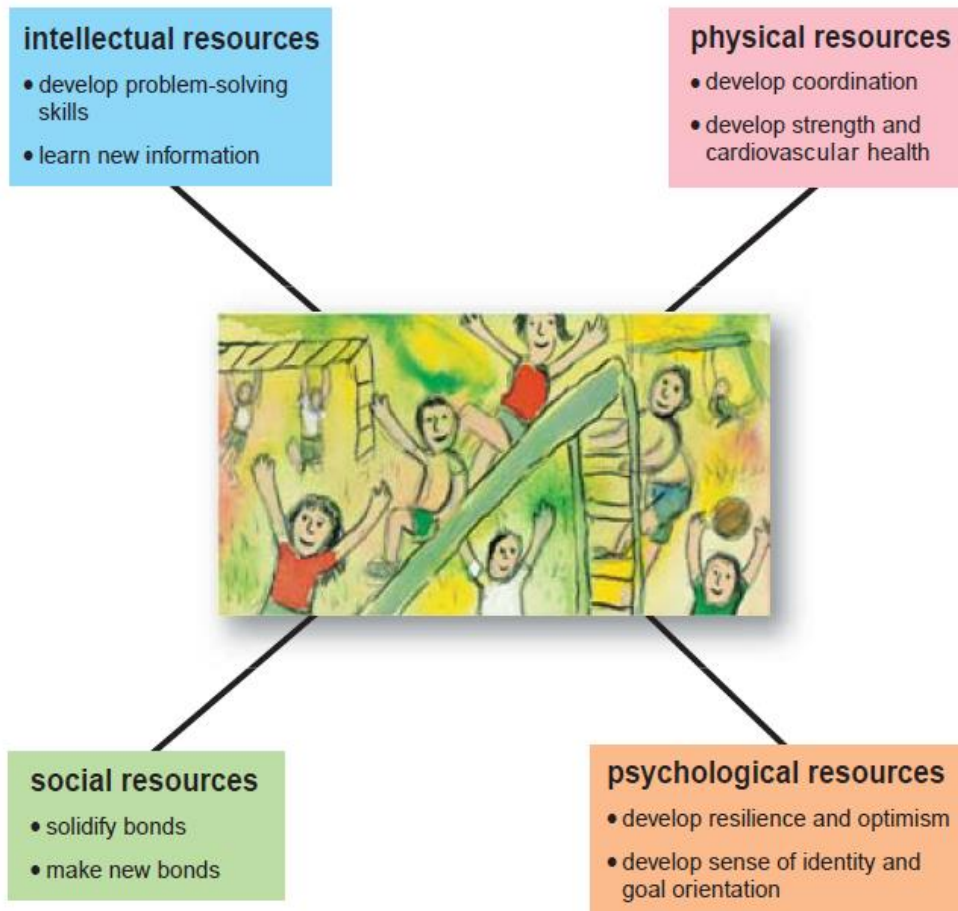 intellectual resources
• develop problem-solving
skills
• learn new information
physical resources
• develop coordination
• develop strength and
cardiovascular health
social resources
• solidify bonds
• make new bonds
psychological resources
• develop resilience and optimism
• develop sense of identity and
goal orientation